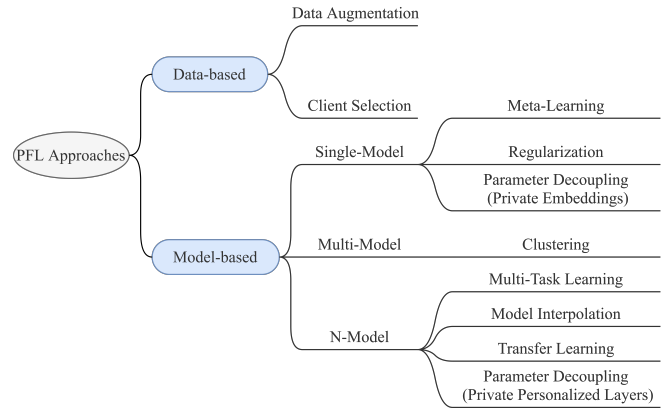 PFL Approaches
Data-based
Data Augmentation
Client Selection
Model-based
Single-Model
Meta-Learning
Regularization
Parameter Decoupling
(Private Embeddings)
Multi-Model
Clustering
N-Model
Multi-Task Learning
Model Interpolation
Transfer Learning
Parameter Decoupling
(Private Personalized Layers)